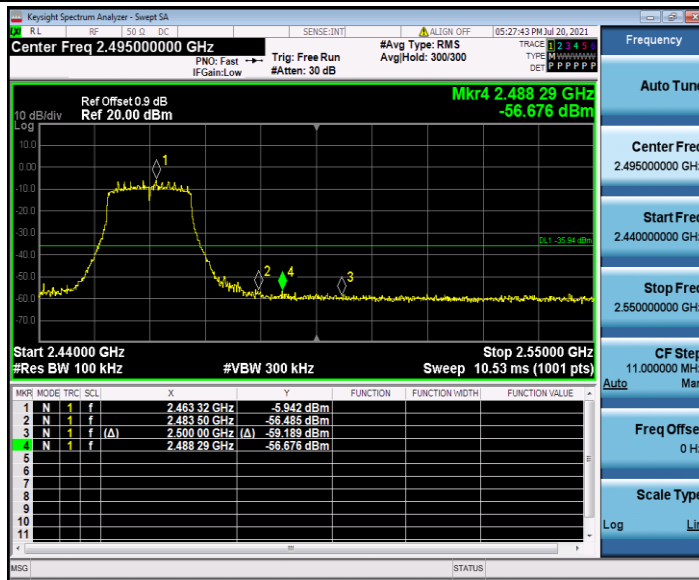 Keysight Spectrum Analyzer - Swept SA
RL RF 50 Ω DC SENSE:INT ALIGN OFF 05:27:43 PM Jul 20, 2021
Center Freq 2.495000000 GHz
PNO: Fast
IFGain:Low
Trig: Free Run
#Atten: 30 dB
#Avg Type: RMS
Avg|Hold: 300/300
TRACE 1 2 3 4 5 6
TYPE M
DET P P P P P P
Frequency
Auto Tune
Center Freq
2.495000000 GHz
Start Freq
2.440000000 GHz
Stop Freq
2.550000000 GHz
CF Step
11.000000 MHz
Auto Man
Freq Offset
0 Hz
Scale Type
Log Lin
Mkr4 2.488 29 GHz
-56.676 dBm
Ref Offset 0.9 dB
10 dB/div Ref 20.00 dBm
Log
10.0
0.00
-10.0
-20.0
-30.0
-40.0
-50.0
-60.0
-70.0
1
2
4
3
DL1 -35.94 dBm
Start 2.44000 GHz Stop 2.55000 GHz
#Res BW 100 kHz #VBW 300 kHz Sweep 10.53 ms (1001 pts)
MKR MODE TRC SCL X Y FUNCTION FUNCTION WIDTH FUNCTION VALUE
1 N 1 f 2.463 32 GHz -5.942 dBm
2 N 1 f 2.483 50 GHz -56.485 dBm
3 N 1 f (Δ) 2.500 00 GHz (Δ) -59.189 dBm
4 N 1 f 2.488 29 GHz -56.676 dBm
5
6
7
8
9
10
11
MSG STATUS